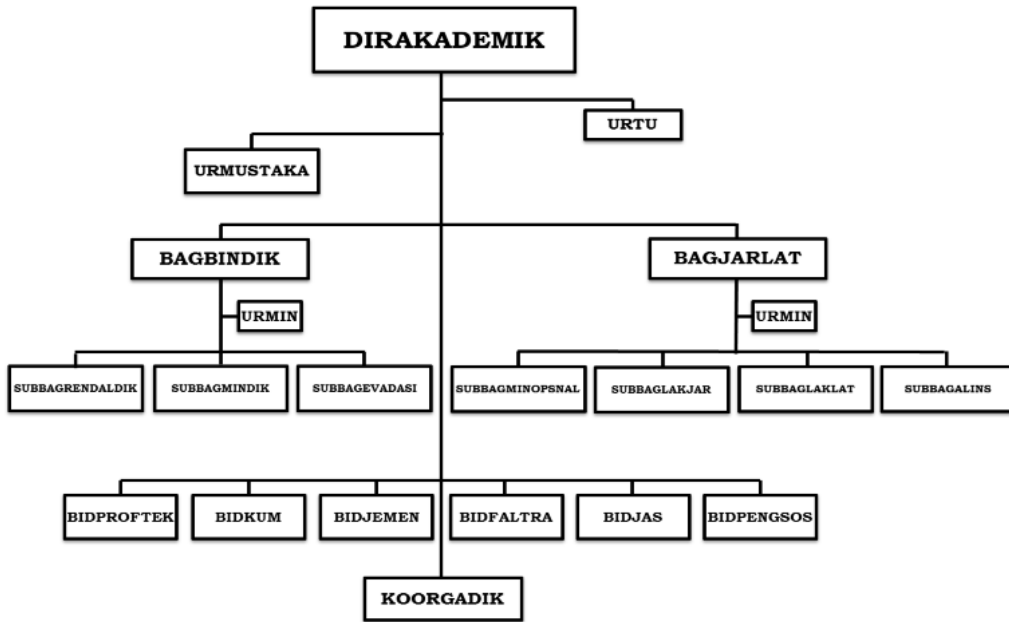 DIRAKADEMIK
URTU
URMUSTAKA
BAGBINDIK
BAGJARLAT
URMIN
URMIN
SUBBAGRENDALDIK
SUBBAGMINDIK
SUBBAGEVADASI
SUBBAGMINOPSNAL
SUBBAGLAKJAR
SUBBAGLAKLAT
SUBBAGALINS
BIDPROFTEK
BIDKUM
BIDJEMEN
BIDFALTRA
BIDJAS
BIDPENGSOS
KOORGADIK